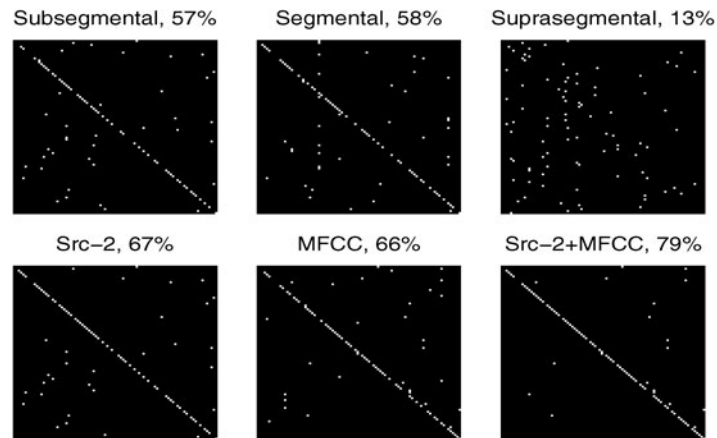 Subsegmental, 57% Segmental, 58% Suprasegmental, 13%
Src-2, 67% MFCC, 66% Src-2+MFCC, 79%